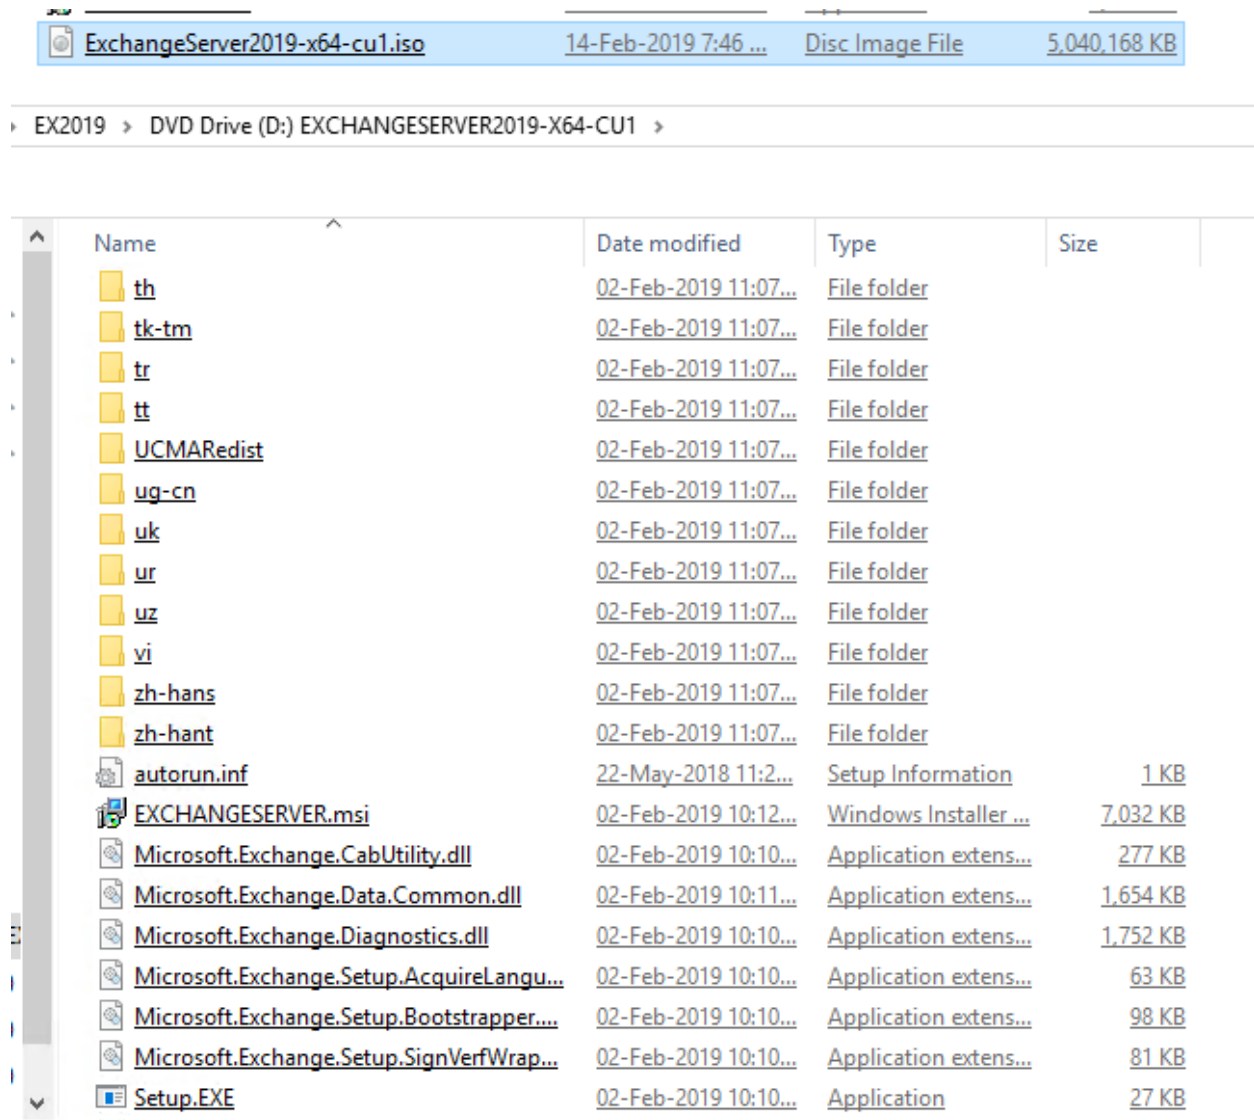 ExchangeServer2019-x64-cu1.iso 14-Feb-2019 7:46 ... Disc Image File 5,040,168 KB
EX2019 > DVD Drive (D:) EXCHANGESERVER2019-X64-CU1 >
Name Date modified Type Size
th 02-Feb-2019 11:07... File folder
tk-tm 02-Feb-2019 11:07... File folder
tr 02-Feb-2019 11:07... File folder
tt 02-Feb-2019 11:07... File folder
UCMARedist 02-Feb-2019 11:07... File folder
ug-cn 02-Feb-2019 11:07... File folder
uk 02-Feb-2019 11:07... File folder
ur 02-Feb-2019 11:07... File folder
uz 02-Feb-2019 11:07... File folder
vi 02-Feb-2019 11:07... File folder
zh-hans 02-Feb-2019 11:07... File folder
zh-hant 02-Feb-2019 11:07... File folder
autorun.inf 22-May-2018 11:2... Setup Information 1 KB
EXCHANGESERVER.msi 02-Feb-2019 10:12... Windows Installer ... 7,032 KB
Microsoft.Exchange.CabUtility.dll 02-Feb-2019 10:10... Application extens... 277 KB
Microsoft.Exchange.Data.Common.dll 02-Feb-2019 10:11... Application extens... 1,654 KB
Microsoft.Exchange.Diagnostics.dll 02-Feb-2019 10:10... Application extens... 1,752 KB
Microsoft.Exchange.Setup.AcquireLangu... 02-Feb-2019 10:10... Application extens... 63 KB
Microsoft.Exchange.Setup.Bootstrapper.... 02-Feb-2019 10:10... Application extens... 98 KB
Microsoft.Exchange.Setup.SignVerfWrap... 02-Feb-2019 10:10... Application extens... 81 KB
Setup.EXE 02-Feb-2019 10:10... Application 27 KB